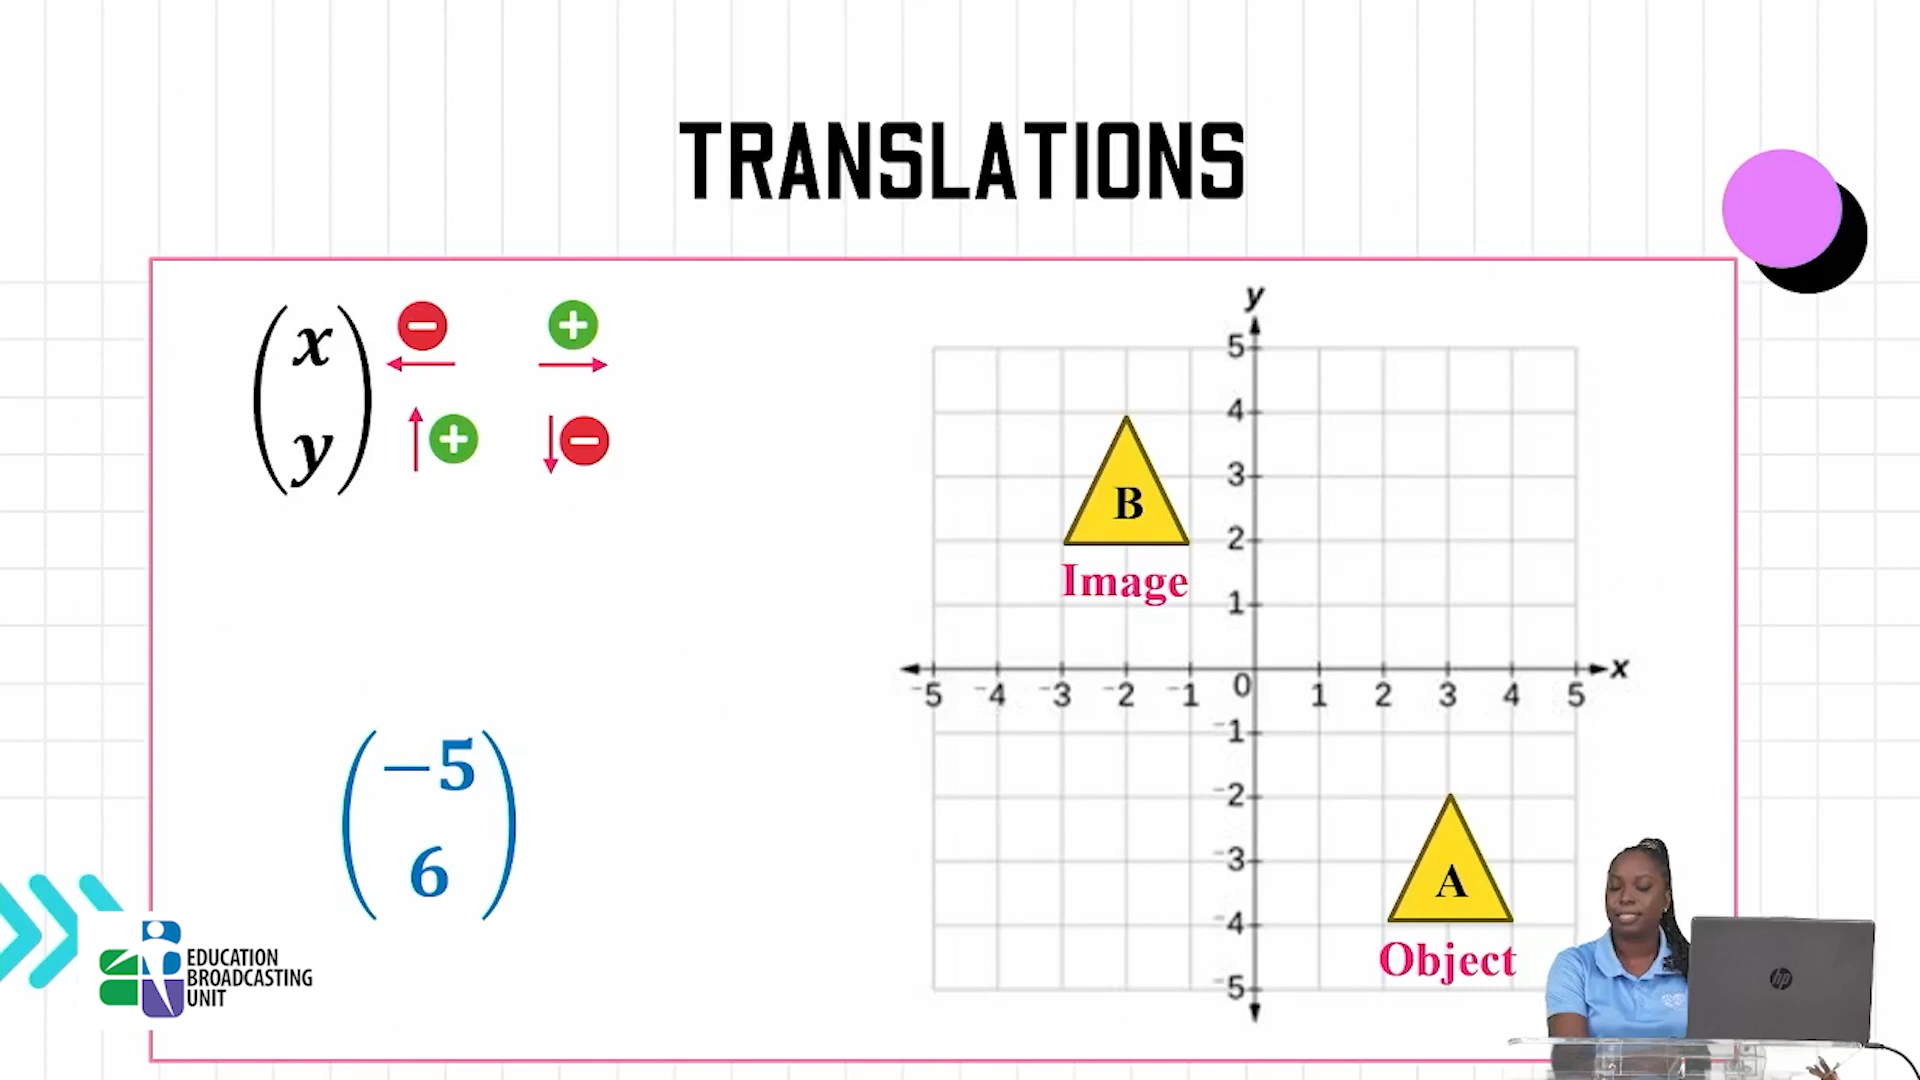 TRANSLATIONS
x
y
y
5
4
3
B
2
Image
1
x
-5 -4 -3 -2 -1 0 1 2 3 4 5
-1
-5
6
-2
-3
A
-4
Object
-5
EDUCATION
BROADCASTING
UNIT
hp